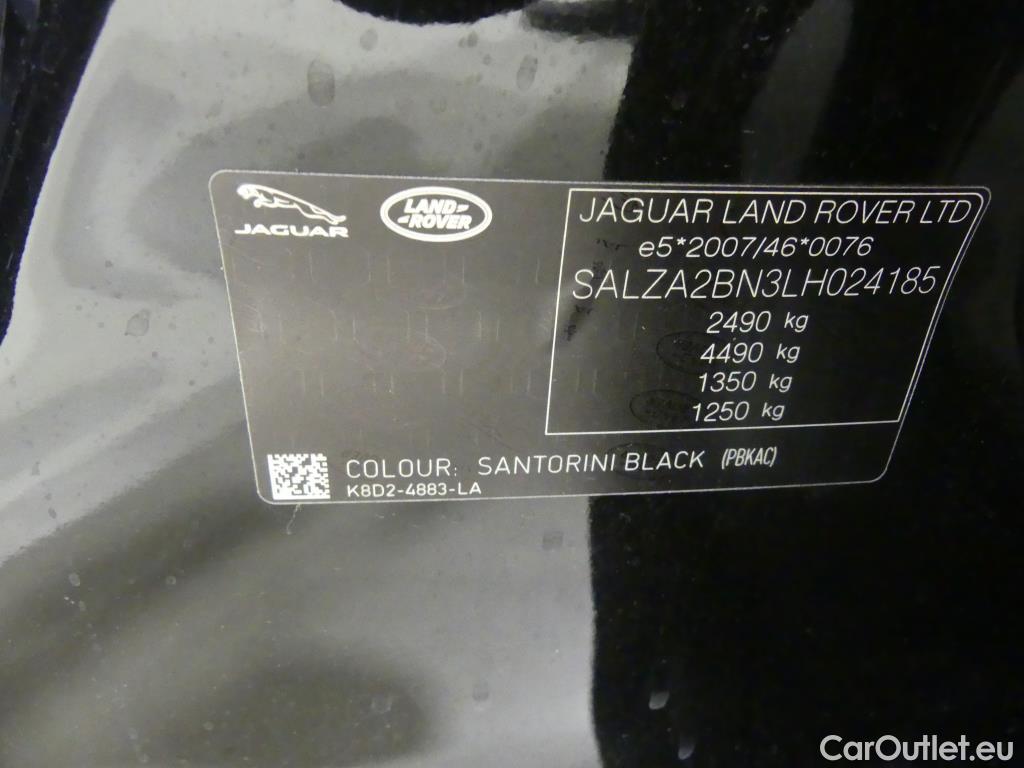 JAGUAR
LAND ROVER
JAGUAR LAND ROVER LTD
e5*2007/46*0076
SALZA2BN3LH024185
2490 kg
4490 kg
1350 kg
1250 kg
COLOUR: SANTORINI BLACK (PBKAC)
K8D2-4883-LA
CarOutlet.eu